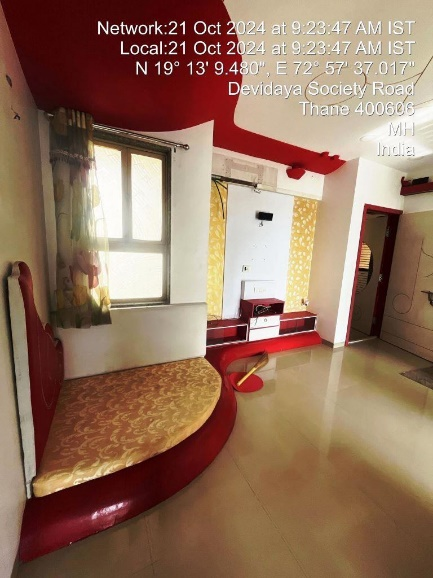 Network:21 Oct 2024 at 9:23:47 AM IST
Local:21 Oct 2024 at 9:23:47 AM IST
N 19° 13' 9.480", E 72° 57' 37.017"
Devidaya Society Road
Thane 400606
MH
India